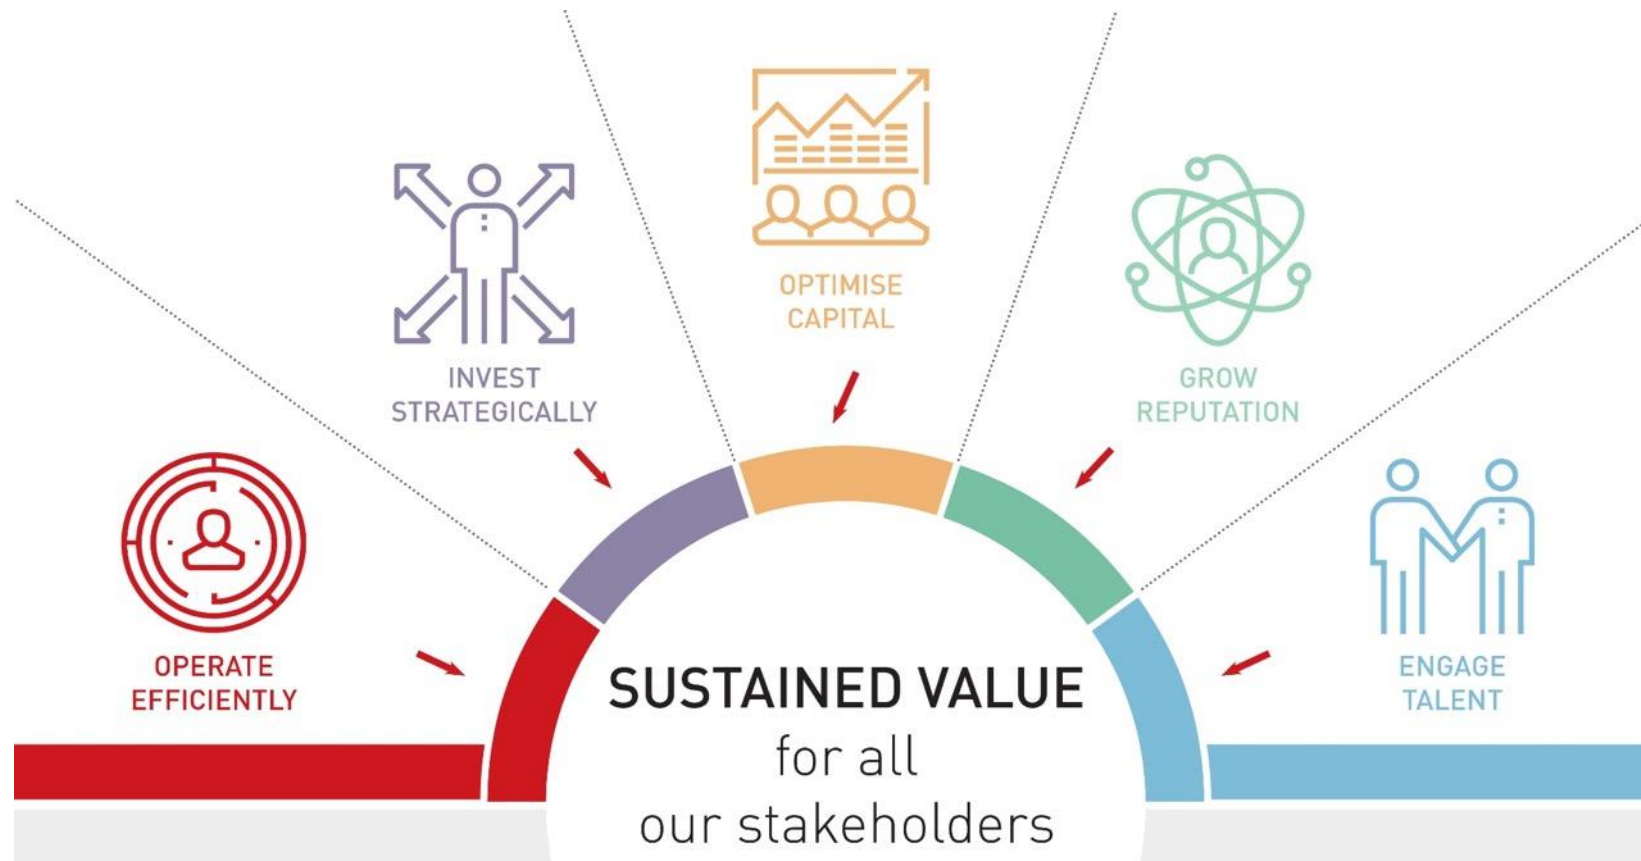 OPERATE
EFFICIENTLY
INVEST
STRATEGICALLY
OPTIMISE
CAPITAL
GROW
REPUTATION
ENGAGE
TALENT
SUSTAINED VALUE
for all
our stakeholders